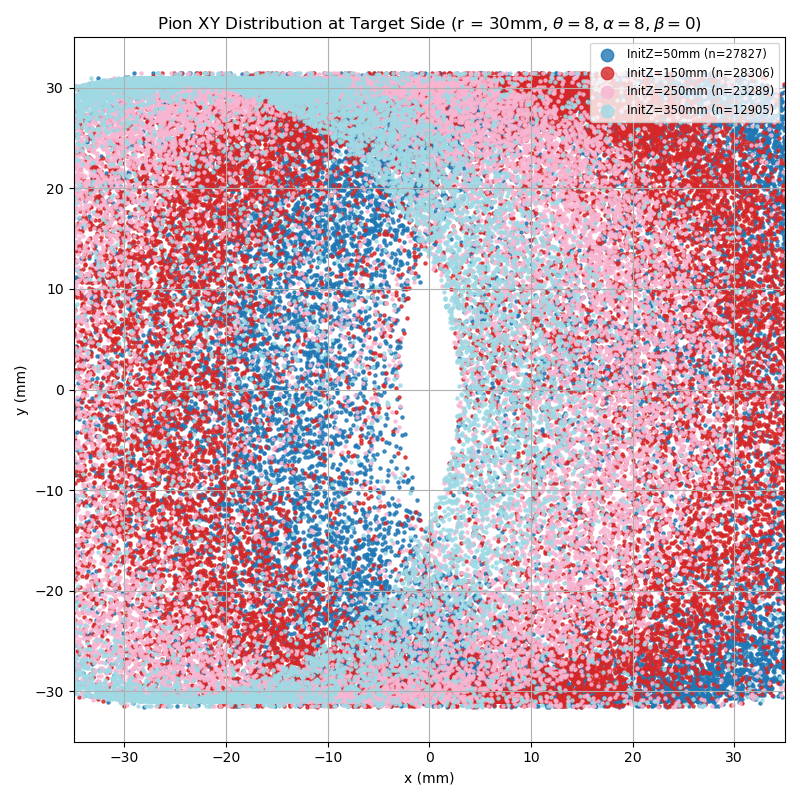 Pion XY Distribution at Target Side (r = 30mm, θ = 8, α = 8, β = 0)
InitZ=50mm (n=27827)
InitZ=150mm (n=28306)
InitZ=250mm (n=23289)
InitZ=350mm (n=12905)
30
20
10
0
−10
−20
−30
y (mm)
−30 −20 −10 0 10 20 30
x (mm)